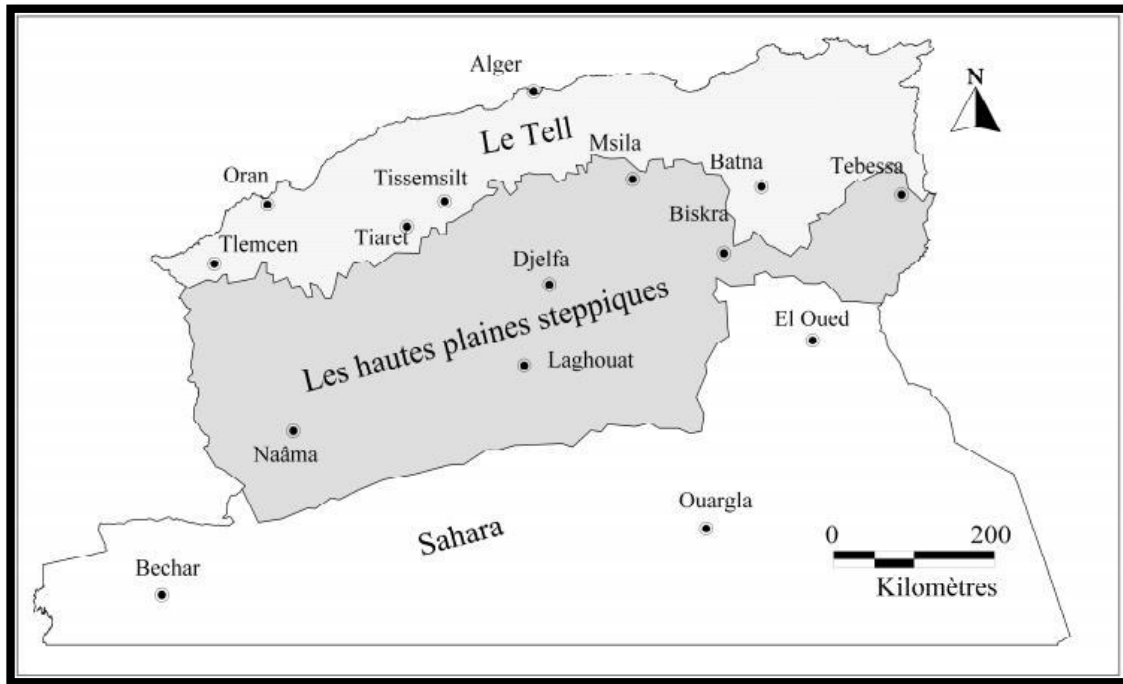 Alger
N
Le Tell
Msila
Batna
Tebessa
Oran
Tissemsilt
Biskra
Tiaret
Tlemcen
Djelfa
Les hautes plaines steppiques
El Oued
Laghouat
Naâma
Ouargla
Sahara
0 200
Kilomètres
Bechar